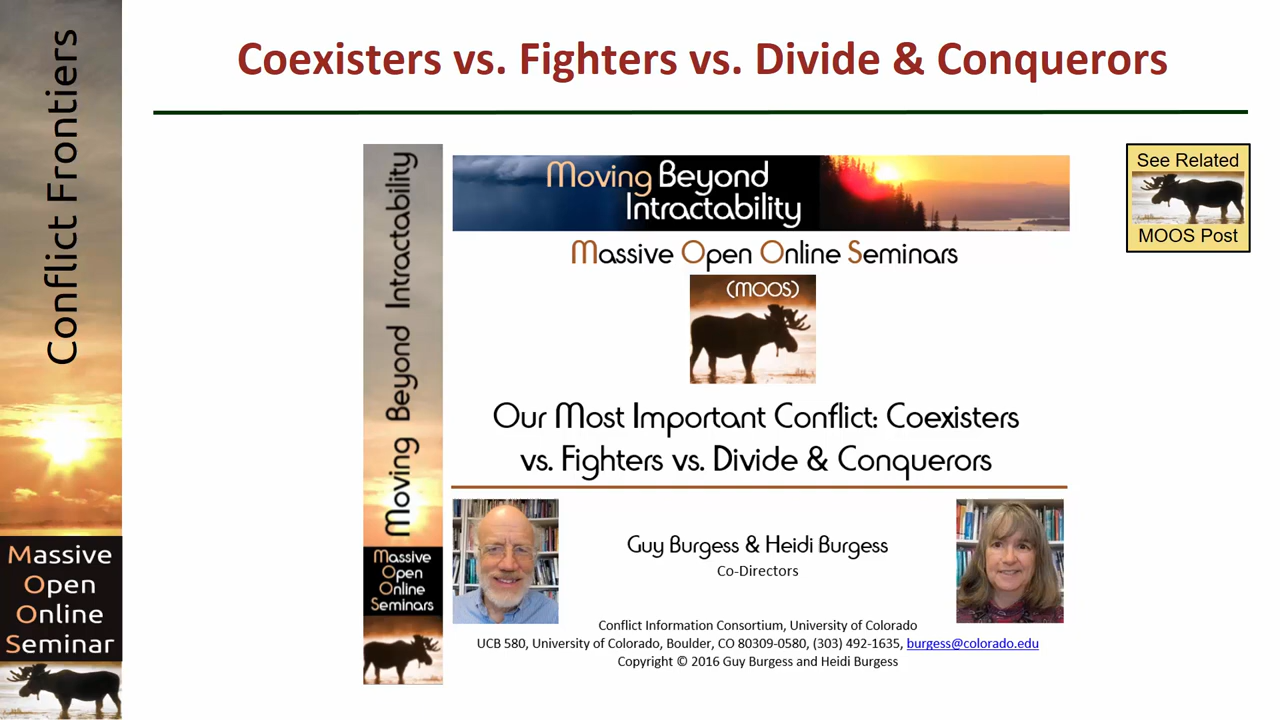 Conflict Frontiers
Massive
Open
Online
Seminar
Coexisters vs. Fighters vs. Divide & Conquerors
Moving Beyond Intractability
Massive
Open
Online
Seminars
Moving Beyond
Intractability
Massive Open Online Seminars
(MOOS)
Our Most Important Conflict: Coexisters
vs. Fighters vs. Divide & Conquerors
Guy Burgess & Heidi Burgess
Co-Directors
Conflict Information Consortium, University of Colorado
UCB 580, University of Colorado, Boulder, CO 80309-0580, (303) 492-1635, burgess@colorado.edu
Copyright © 2016 Guy Burgess and Heidi Burgess
See Related
MOOS Post